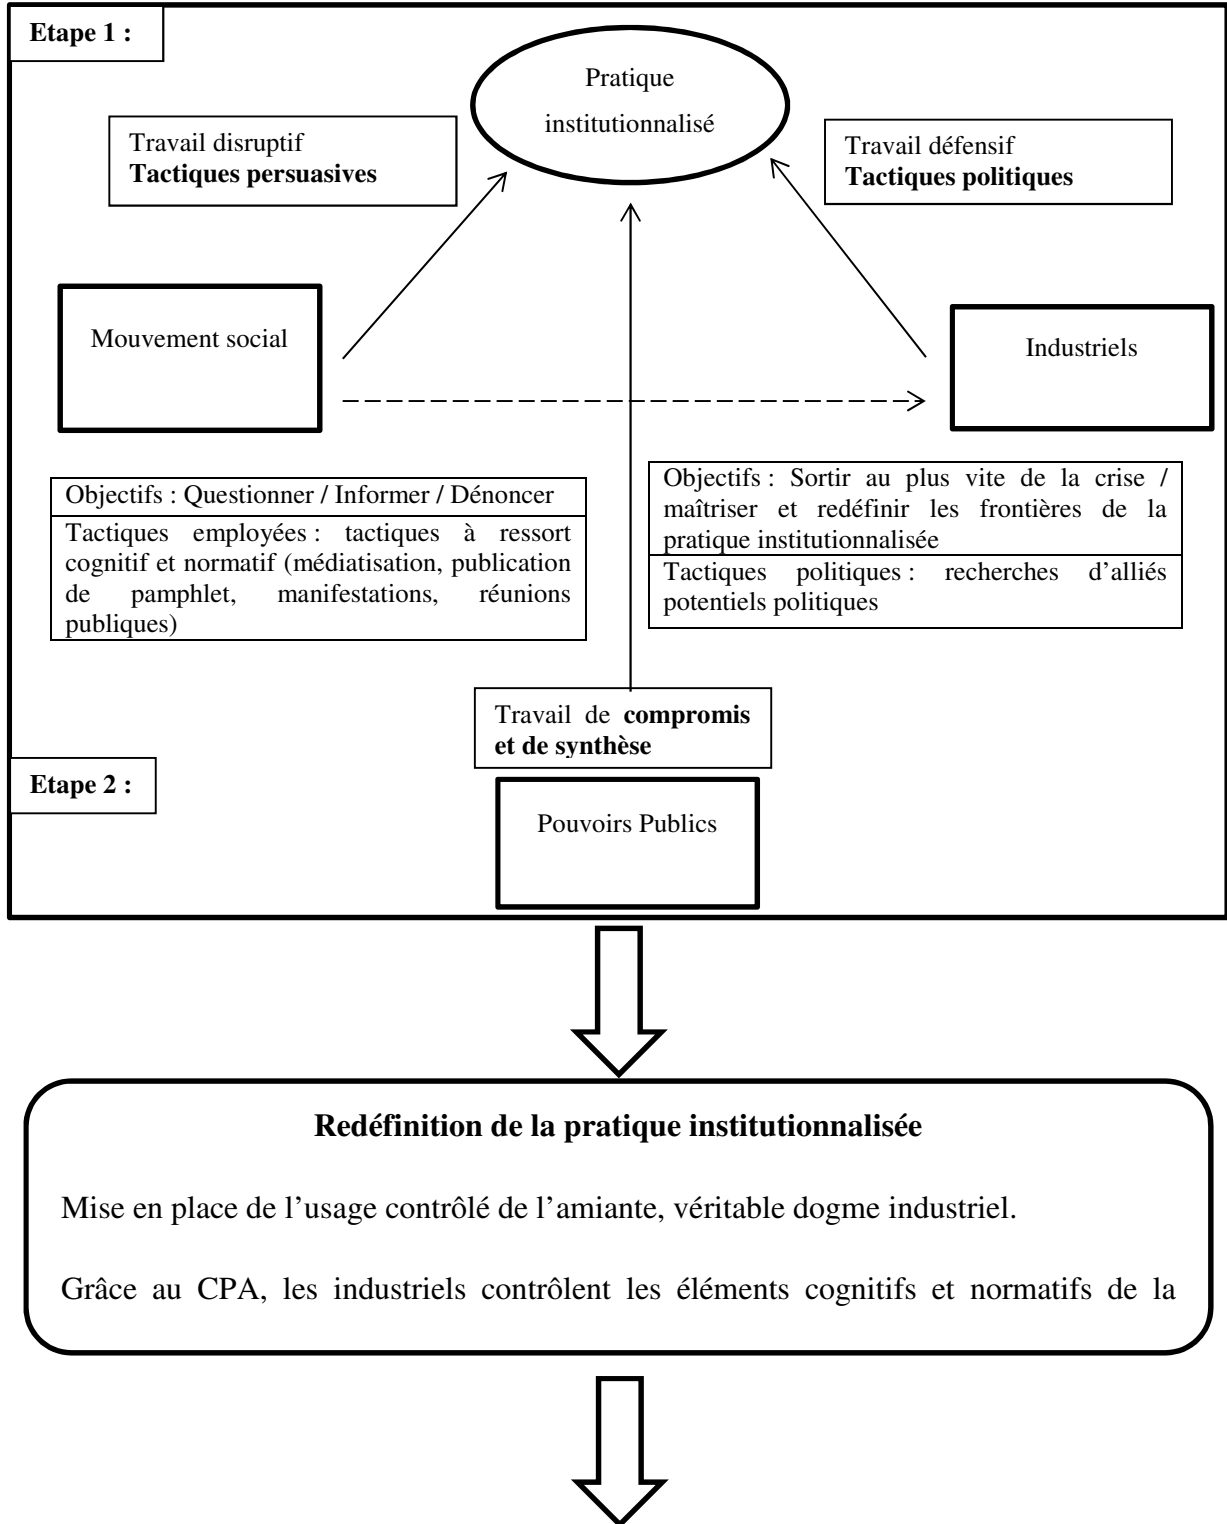 Etape 1 :
Pratique
institutionnalisé
Travail disruptif
Tactiques persuasives
Travail défensif
Tactiques politiques
Mouvement social
Industriels
Objectifs : Questionner / Informer / Dénoncer
Tactiques employées : tactiques à ressort
cognitif et normatif (médiatisation, publication
de pamphlet, manifestations, réunions
publiques)
Objectifs : Sortir au plus vite de la crise /
maîtriser et redéfinir les frontières de la
pratique institutionnalisée
Tactiques politiques : recherches d’alliés
potentiels politiques
Travail de compromis
et de synthèse
Etape 2 :
Pouvoirs Publics
Redéfinition de la pratique institutionnalisée
Mise en place de l’usage contrôlé de l’amiante, véritable dogme industriel.
Grâce au CPA, les industriels contrôlent les éléments cognitifs et normatifs de la